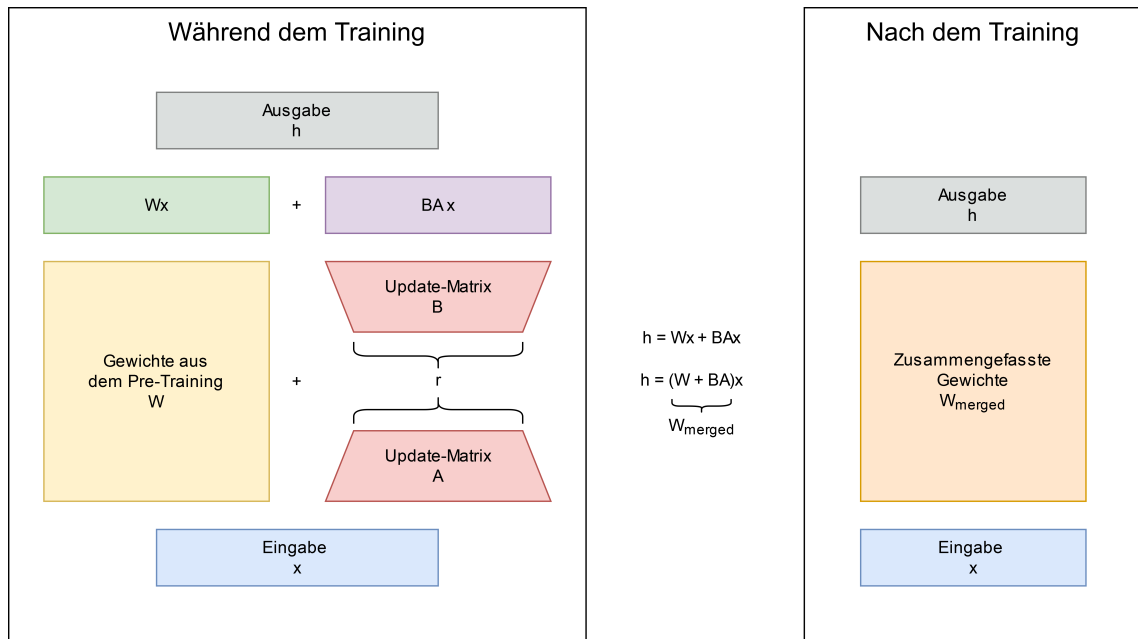 Während dem Training
Ausgabe
h
Wx
+
BA x
Gewichte aus
dem Pre-Training
W
+
Update-Matrix
B
r
Update-Matrix
A
Eingabe
x
h = Wx + BAx
h = (W + BA)x
Wmerged
Nach dem Training
Ausgabe
h
Zusammengefasste
Gewichte
Wmerged
Eingabe
x